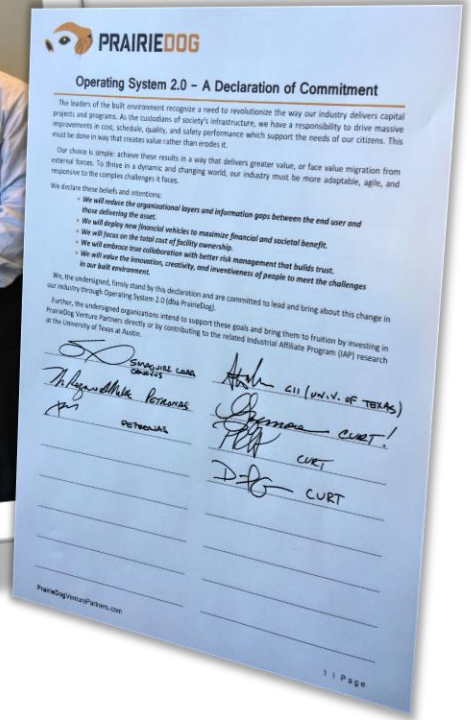 PRAIRIEDOG
Operating System 2.0 – A Declaration of Commitment
The leaders of the built environment recognize a need to revolutionize the way our industry delivers capital
projects and programs. As the custodians of society's infrastructure, we have a responsibility to drive massive
improvements in cost, schedule, quality, and safety performance which support the needs of our citizens. This
must be done in way that creates value rather than erodes it.
Our choice is simple: achieve these results in a way that delivers greater value, or face value migration from
external forces. To thrive in a dynamic and changing world, our industry must be more adaptable, agile, and
responsive to the complex challenges it faces.
We declare these beliefs and intentions:
• We will reduce the organizational layers and information gaps between the end user and
those delivering the asset.
• We will deploy new financial vehicles to maximize financial and societal benefit.
• We will focus on the total cost of facility ownership.
• We will embrace true collaboration with better risk management that builds trust.
• We will value the innovation, creativity, and inventiveness of people to meet the challenges
in our built environment.
We, the undersigned, firmly stand by this declaration and are committed to lead and bring about this change in
our industry through Operating System 2.0 (dba PrairieDog).
Further, the undersigned organizations intend to support these goals and bring them to fruition by investing in
PrairieDog Venture Partners directly or by contributing to the related Industrial Affiliate Program (IAP) research
at the University of Texas at Austin.
CII (UNIV. OF TEXAS)
PETRONAS
CURT!
PETRONAS
CURT
CURT
PrairieDogVenturePartners.com
1 | Page